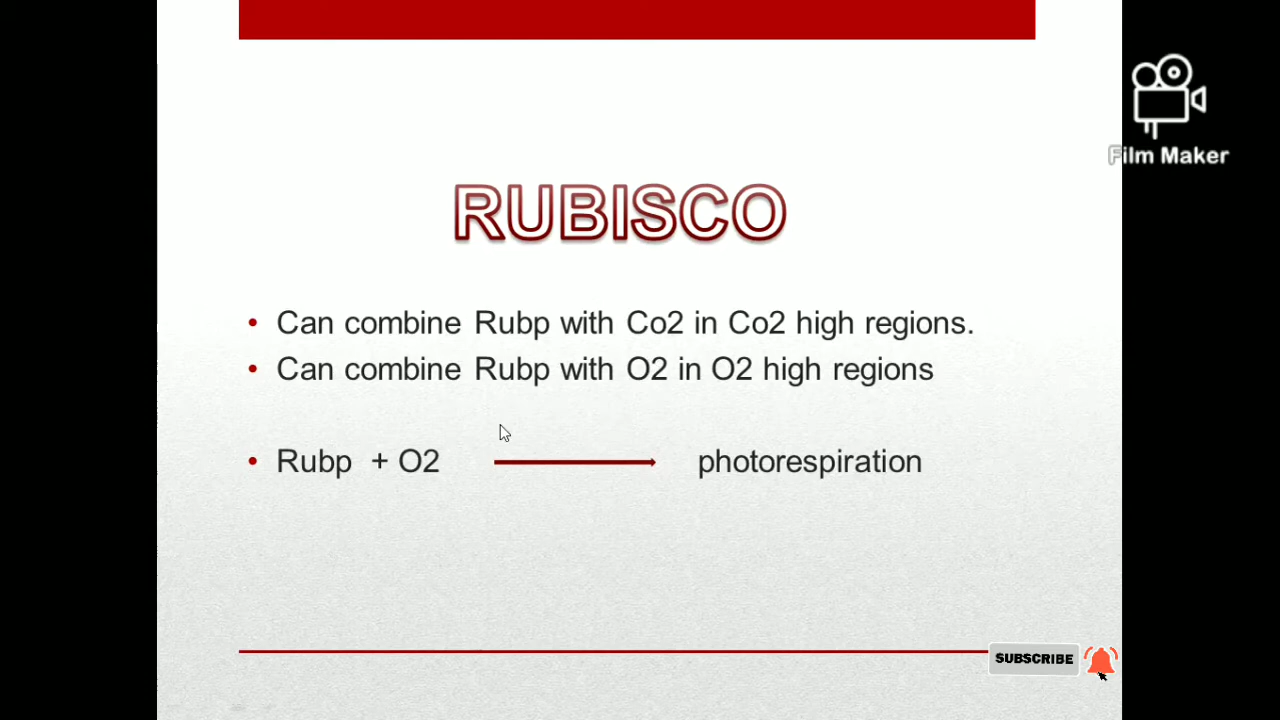 Film Maker
RUBISCO
• Can combine Rubp with Co2 in Co2 high regions.
• Can combine Rubp with O2 in O2 high regions
• Rubp + O2 → photorespiration
SUBSCRIBE